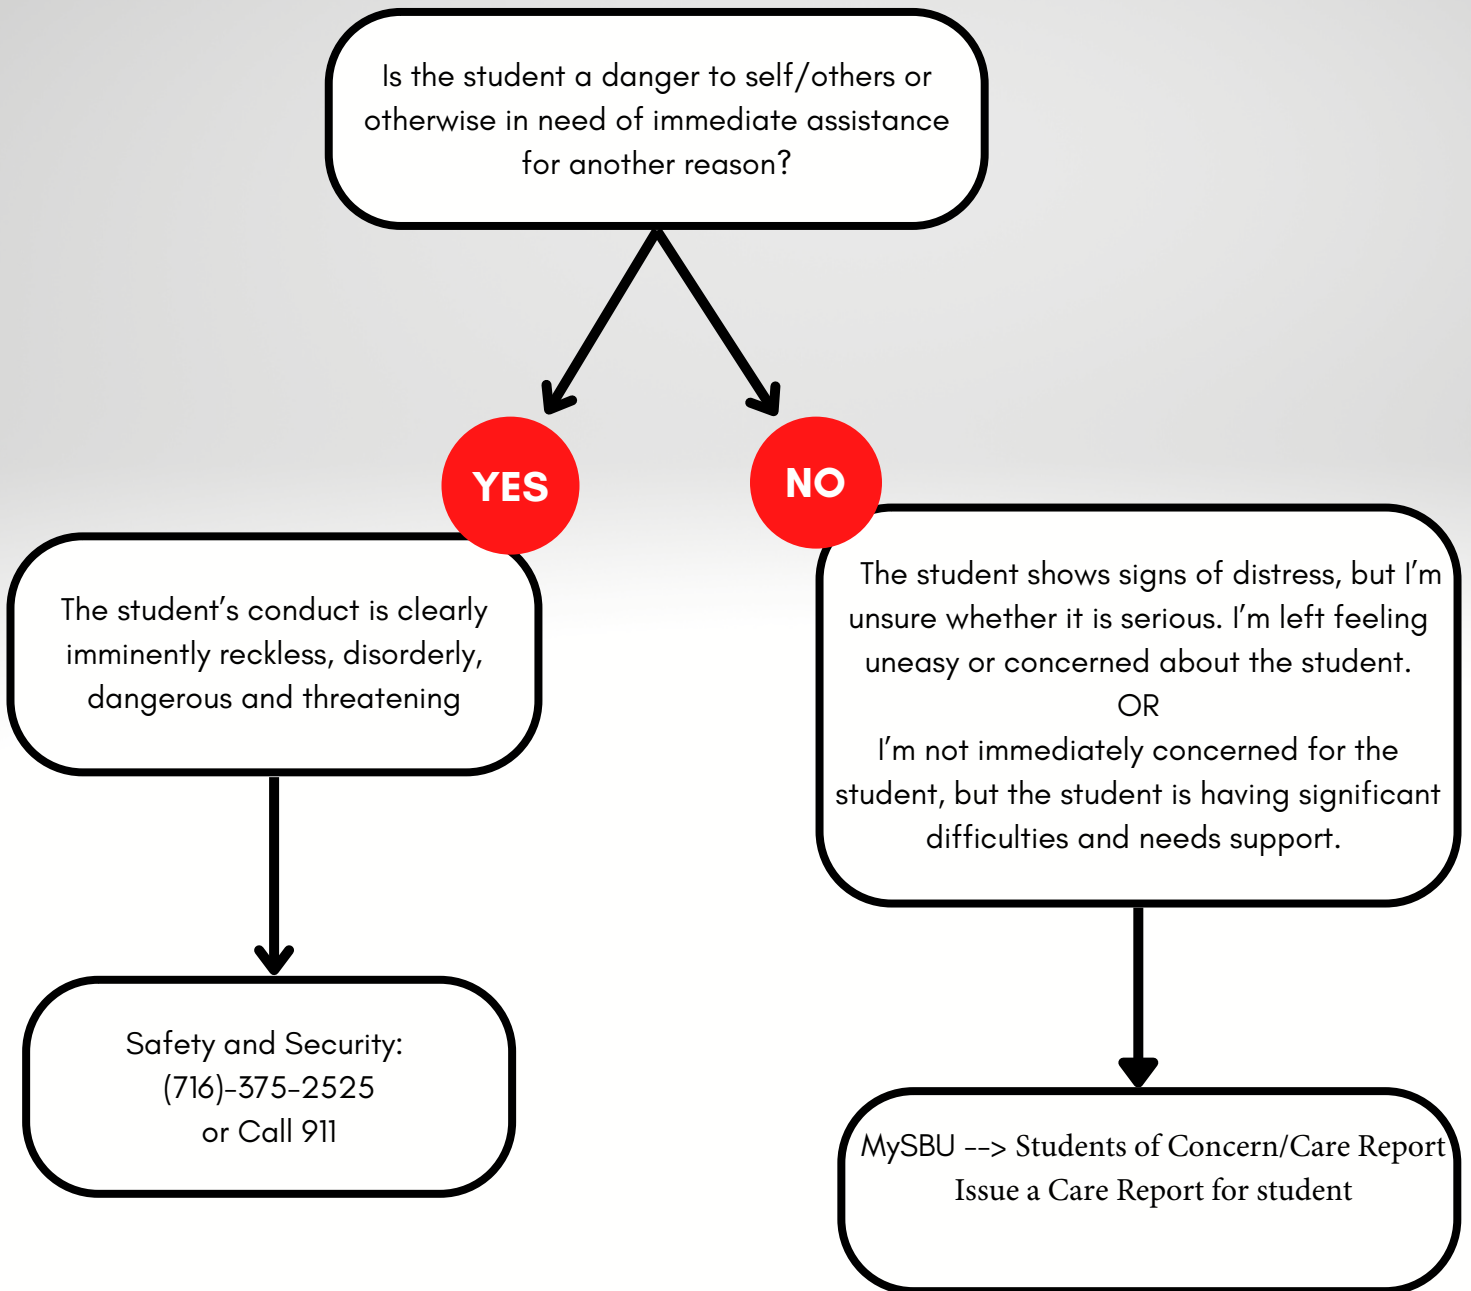 Is the student a danger to self/others or
otherwise in need of immediate assistance
for another reason?
YES
NO
The student’s conduct is clearly
imminently reckless, disorderly,
dangerous and threatening
The student shows signs of distress, but I’m
unsure whether it is serious. I’m left feeling
uneasy or concerned about the student.
OR
I’m not immediately concerned for the
student, but the student is having significant
difficulties and needs support.
Safety and Security:
(716)-375-2525
or Call 911
MySBU --> Students of Concern/Care Report
Issue a Care Report for student